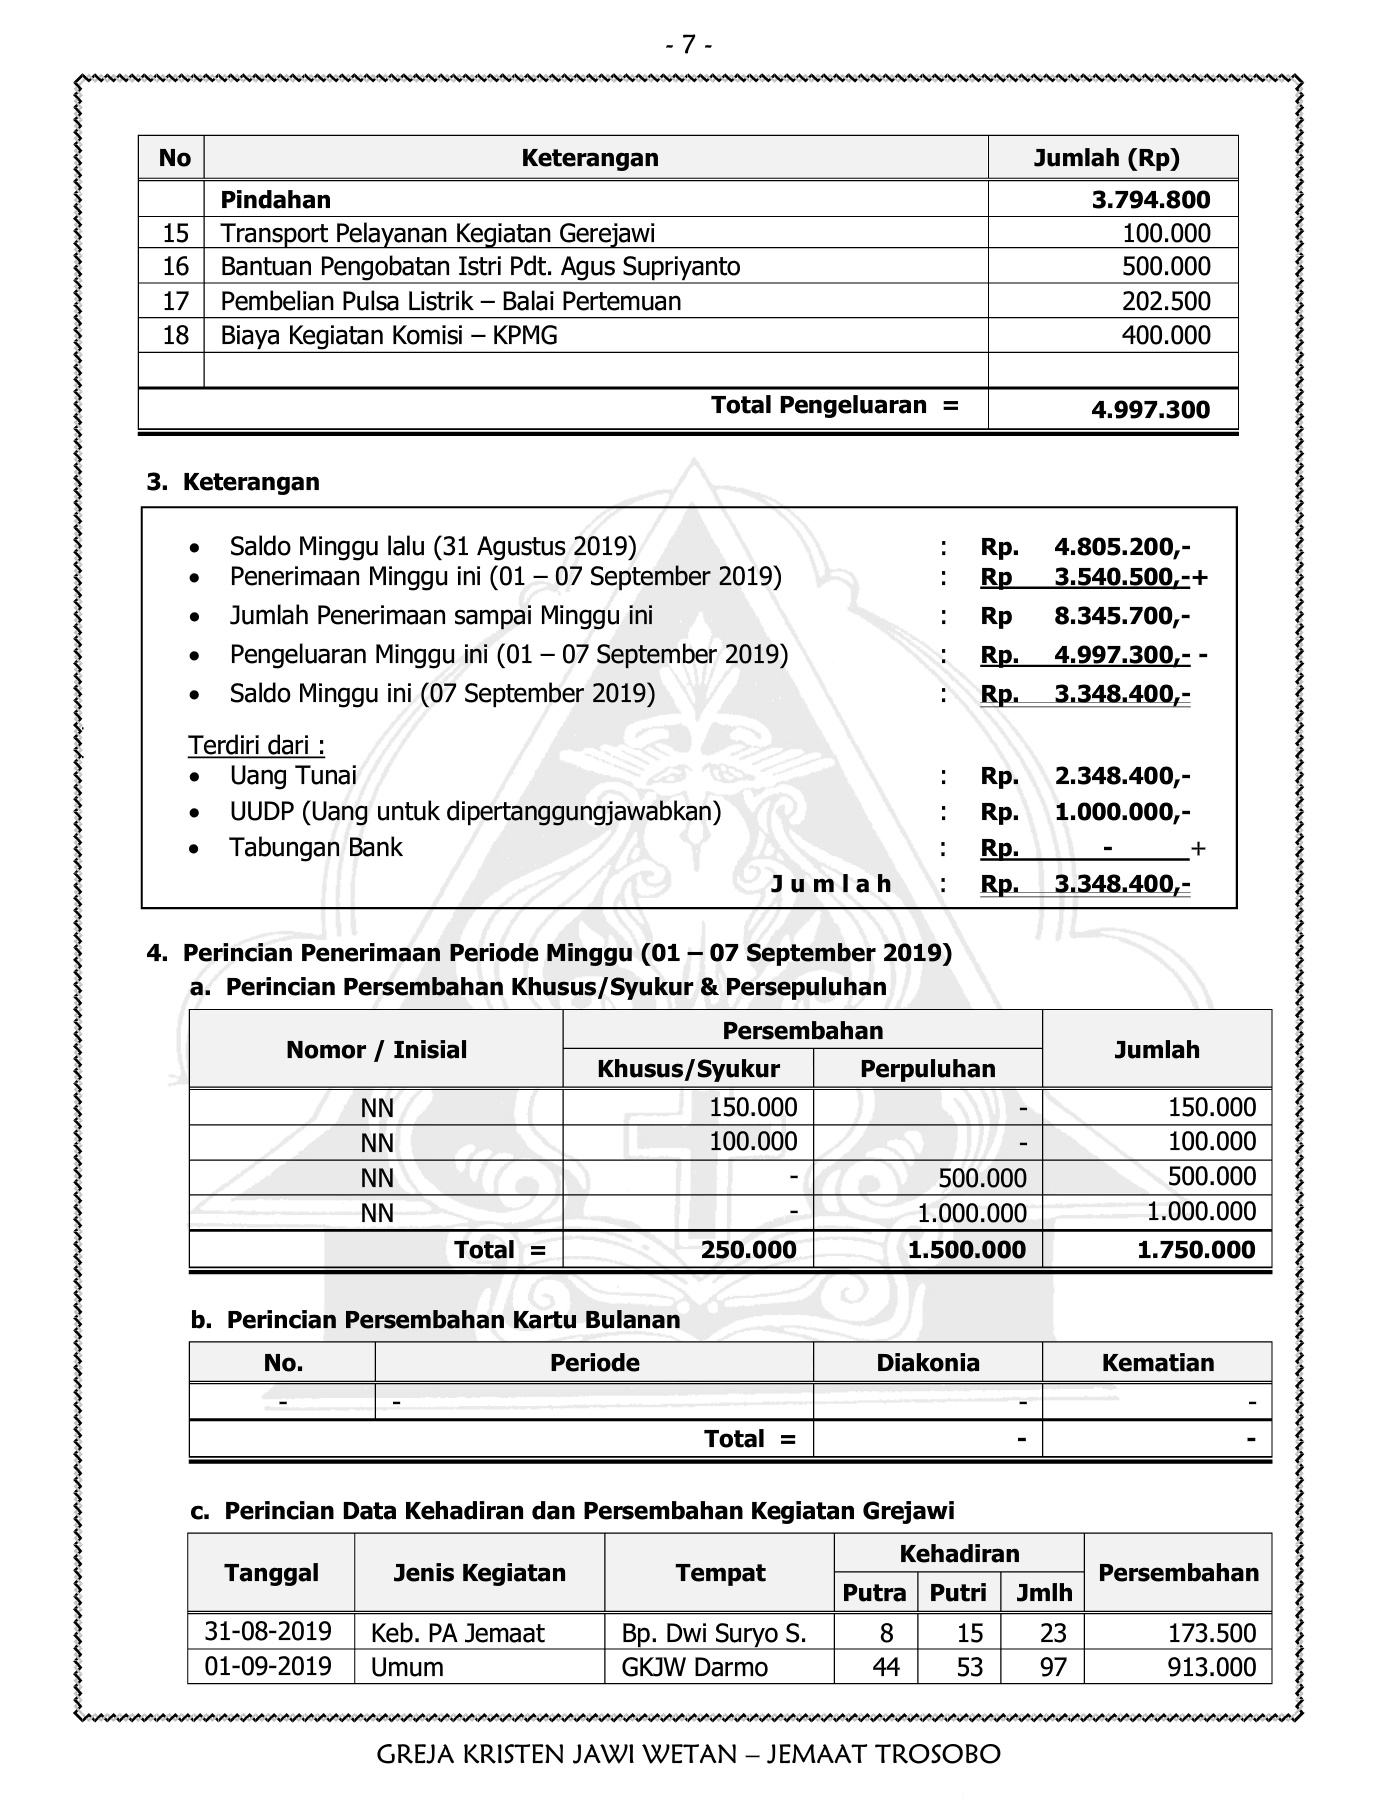 - 7 -
No Keterangan Jumlah (Rp)
Pindahan 3.794.800
15 Transport Pelayanan Kegiatan Gerejawi 100.000
16 Bantuan Pengobatan Istri Pdt. Agus Supriyanto 500.000
17 Pembelian Pulsa Listrik – Balai Pertemuan 202.500
18 Biaya Kegiatan Komisi – KPMG 400.000
Total Pengeluaran = 4.997.300
3. Keterangan
• Saldo Minggu lalu (31 Agustus 2019) : Rp. 4.805.200,-
• Penerimaan Minggu ini (01 – 07 September 2019) : Rp 3.540.500,-+
• Jumlah Penerimaan sampai Minggu ini : Rp 8.345.700,-
• Pengeluaran Minggu ini (01 – 07 September 2019) : Rp. 4.997.300,- -
• Saldo Minggu ini (07 September 2019) : Rp. 3.348.400,-
Terdiri dari :
• Uang Tunai : Rp. 2.348.400,-
• UUDP (Uang untuk dipertanggungjawabkan) : Rp. 1.000.000,-
• Tabungan Bank : Rp. - +
J u m l a h : Rp. 3.348.400,-
4. Perincian Penerimaan Periode Minggu (01 – 07 September 2019)
a. Perincian Persembahan Khusus/Syukur & Persepuluhan
Nomor / Inisial Persembahan Jumlah
Khusus/Syukur Perpuluhan
NN 150.000 - 150.000
NN 100.000 - 100.000
NN - 500.000 500.000
NN - 1.000.000 1.000.000
Total = 250.000 1.500.000 1.750.000
b. Perincian Persembahan Kartu Bulanan
No. Periode Diakonia Kematian
- - - -
Total = - -
c. Perincian Data Kehadiran dan Persembahan Kegiatan Grejawi
Tanggal Jenis Kegiatan Tempat Kehadiran Persembahan
Putra Putri Jmlh
31-08-2019 Keb. PA Jemaat Bp. Dwi Suryo S. 8 15 23 173.500
01-09-2019 Umum GKJW Darmo 44 53 97 913.000
GREJA KRISTEN JAWI WETAN – JEMAAT TROSOBO